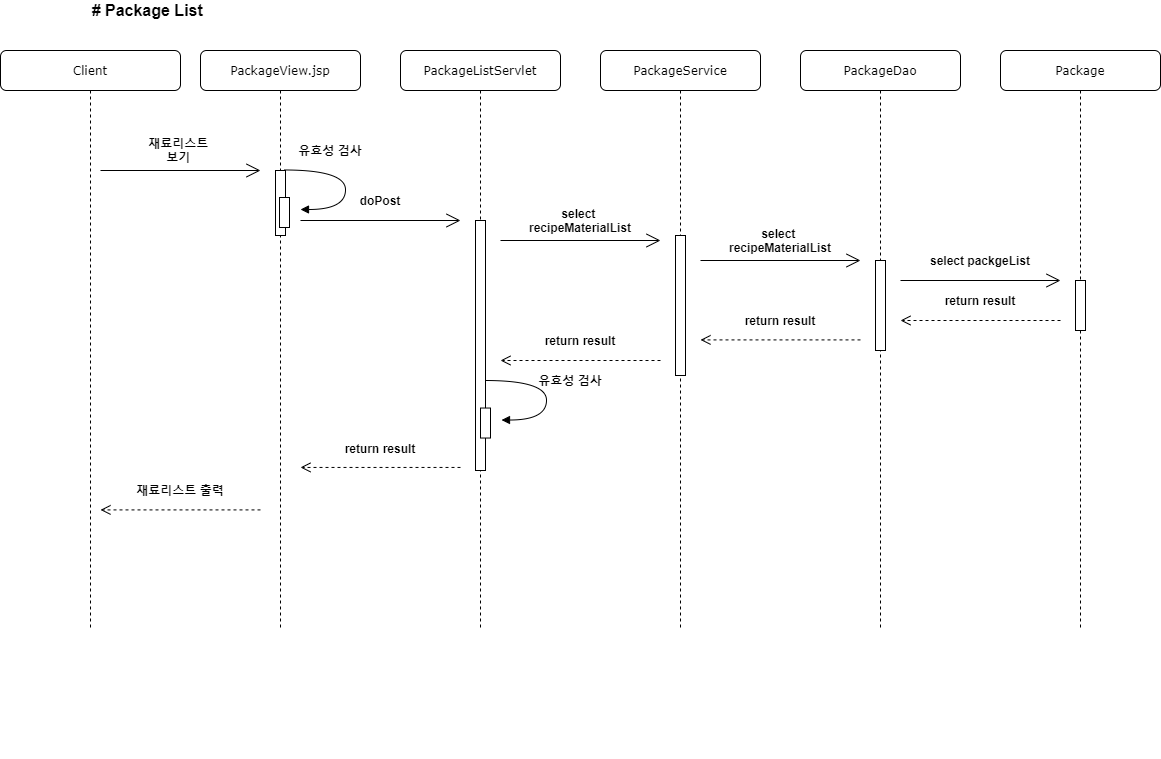 # Package List
Client
PackageView.jsp
PackageListServlet
PackageService
PackageDao
Package
재료리스트
보기
유효성 검사
doPost
select
recipeMaterialList
select
recipeMaterialList
select packgeList
return result
return result
return result
유효성 검사
return result
재료리스트 출력